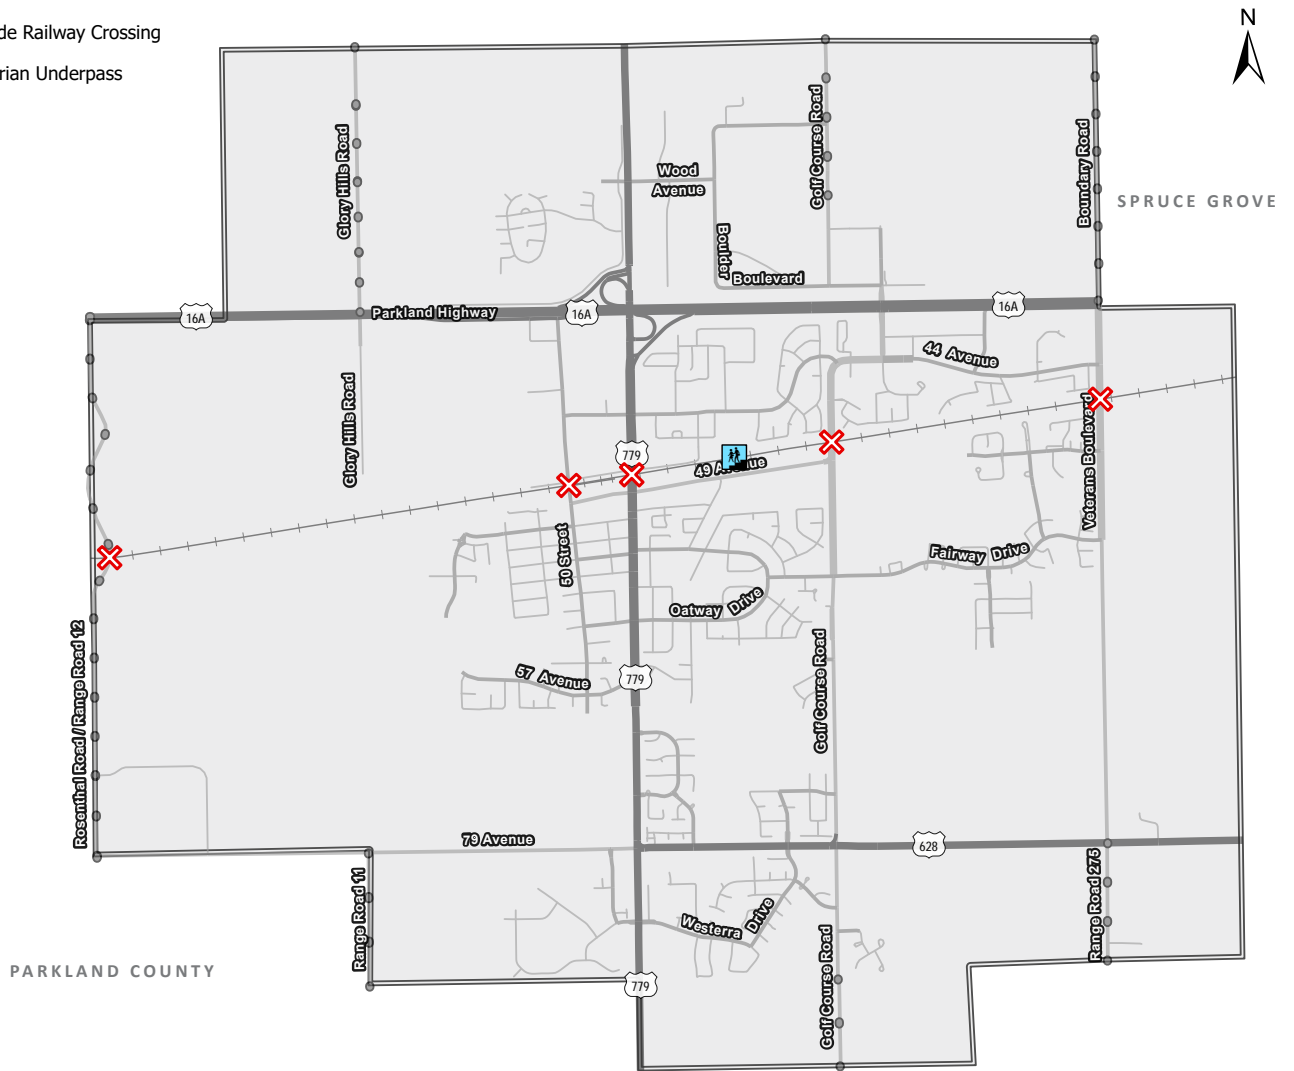 de Railway Crossing
rian Underpass
N
Glory Hills Road
Golf Course Road
Boundary Road
Wood
Avenue
SPRUCE GROVE
Boulder
Boulevard
16A
Parkland Highway
16A
16A
44 Avenue
Glory Hills Road
779
49 Avenue
Veterans Boulevard
50 Street
Fairway Drive
Oatway Drive
Rosenthal Road / Range Road 12
57 Avenue
779
Golf Course Road
79 Avenue
628
Range Road 11
Westerra Drive
Range Road 275
Golf Course Road
PARKLAND COUNTY
779